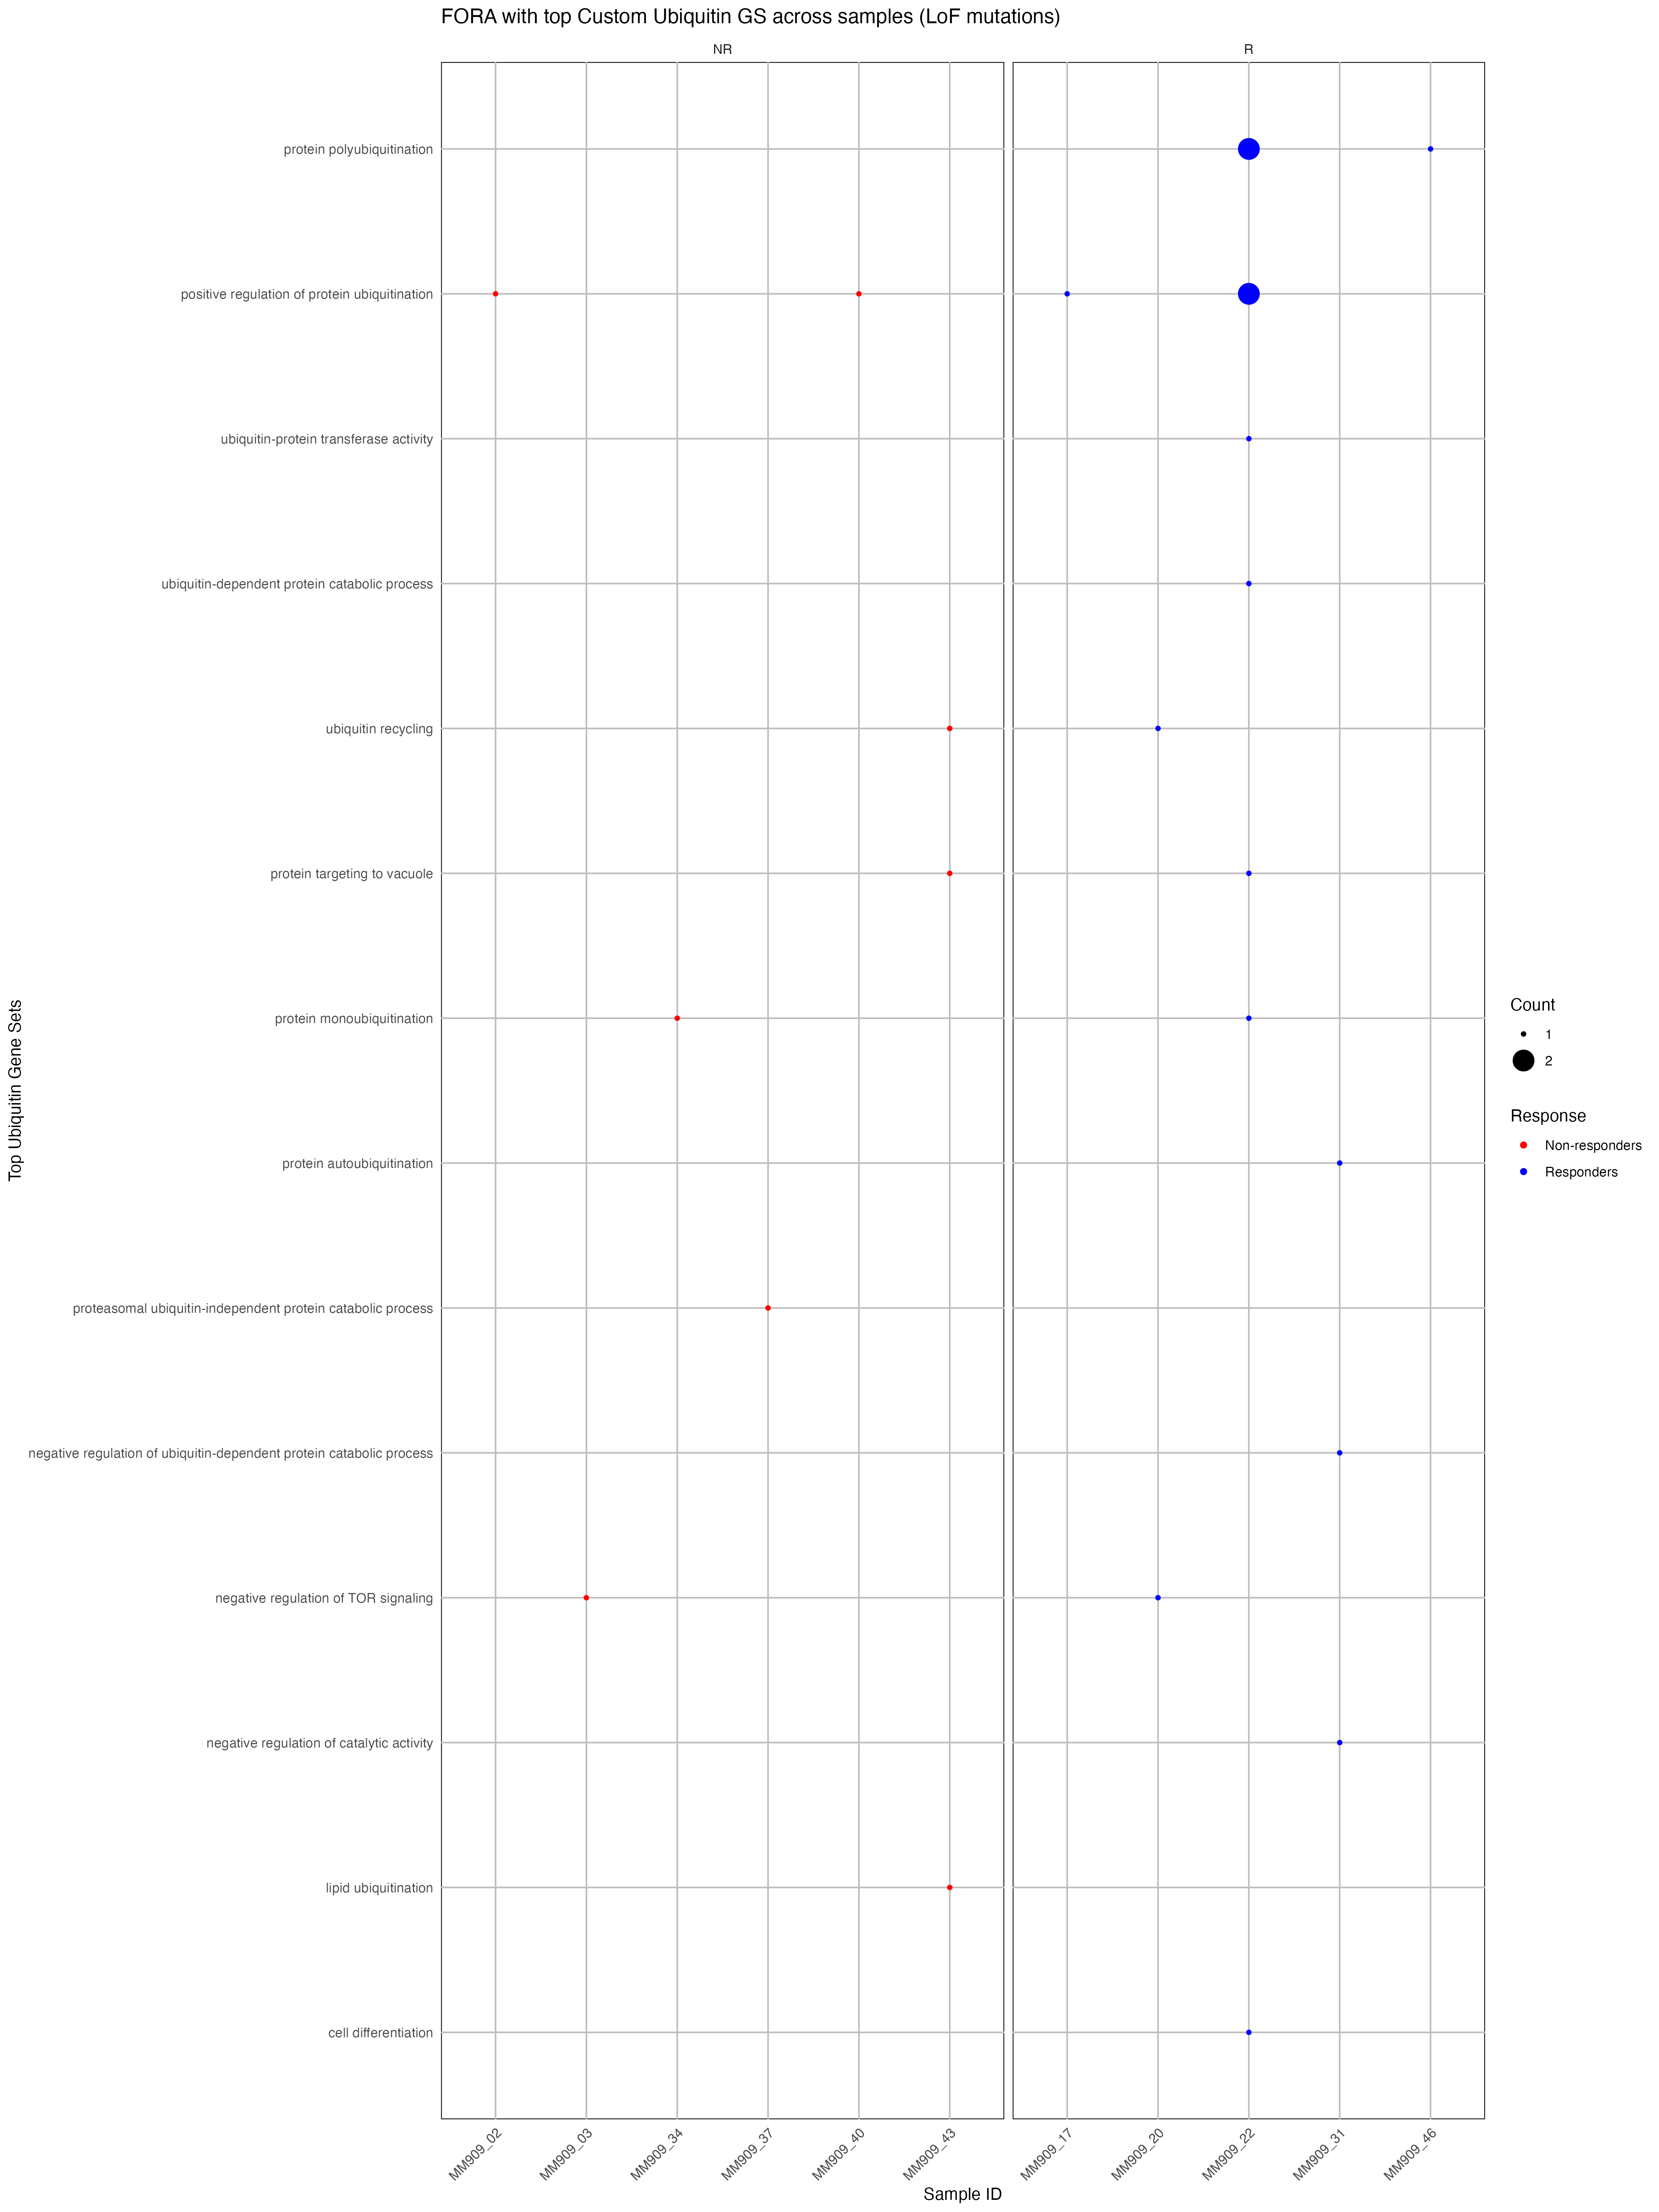 FORA with top Custom Ubiquitin GS across samples (LoF mutations)
NR
R
protein polyubiquitination
positive regulation of protein ubiquitination
ubiquitin-protein transferase activity
ubiquitin-dependent protein catabolic process
ubiquitin recycling
protein targeting to vacuole
protein monoubiquitination
protein autoubiquitination
proteasomal ubiquitin-independent protein catabolic process
negative regulation of ubiquitin-dependent protein catabolic process
negative regulation of TOR signaling
negative regulation of catalytic activity
lipid ubiquitination
cell differentiation
Top Ubiquitin Gene Sets
MM909_02
MM909_03
MM909_34
MM909_37
MM909_40
MM909_43
MM909_17
MM909_20
MM909_22
MM909_31
MM909_46
Sample ID
Count
1
2
Response
Non-responders
Responders